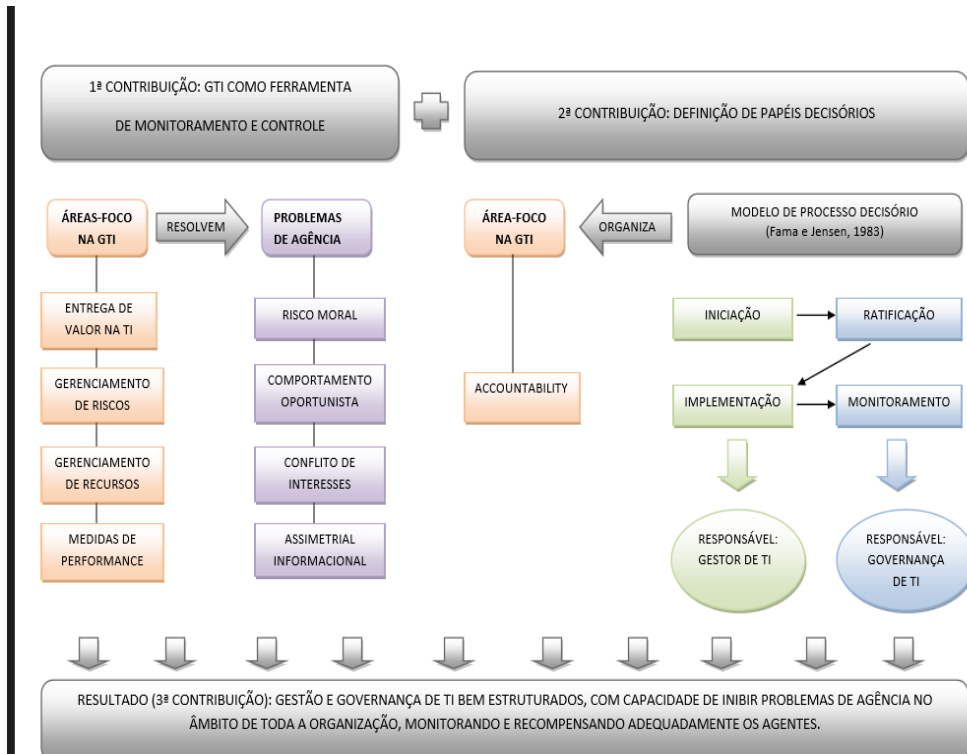 1ª CONTRIBUIÇÃO: GTI COMO FERRAMENTA
DE MONITORAMENTO E CONTROLE
2ª CONTRIBUIÇÃO: DEFINIÇÃO DE PAPÉIS DECISÓRIOS
ÁREAS-FOCO
NA GTI
RESOLVEM
PROBLEMAS
DE AGÊNCIA
ENTREGA DE
VALOR NA TI
RISCO MORAL
GERENCIAMENTO
DE RISCOS
COMPORTAMENTO
OPORTUNISTA
GERENCIAMENTO
DE RECURSOS
CONFLITO DE
INTERESSES
MEDIDAS DE
PERFORMANCE
ASSIMETRIAL
INFORMACIONAL
ÁREA-FOCO
NA GTI
ORGANIZA
MODELO DE PROCESSO DECISÓRIO
(Fama e Jensen, 1983)
ACCOUNTABILITY
INICIAÇÃO
RATIFICAÇÃO
IMPLEMENTAÇÃO
MONITORAMENTO
RESPONSÁVEL:
GESTOR DE TI
RESPONSÁVEL:
GOVERNANÇA
DE TI
RESULTADO (3ª CONTRIBUIÇÃO): GESTÃO E GOVERNANÇA DE TI BEM ESTRUTURADOS, COM CAPACIDADE DE INIBIR PROBLEMAS DE AGÊNCIA NO
ÂMBITO DE TODA A ORGANIZAÇÃO, MONITORANDO E RECOMPENSANDO ADEQUADAMENTE OS AGENTES.